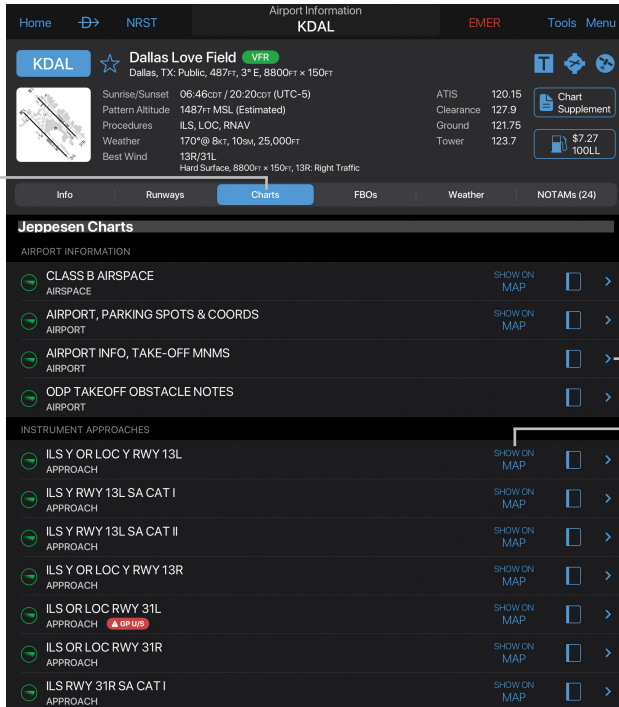 Home
NRST
Airport Information
KDAL
EMER
Tools Menu
KDAL
Dallas Love Field VFR
Dallas, TX: Public, 487FT, 3° E, 8800FT × 150FT
T
Sunrise/Sunset 06:46CDT / 20:20CDT (UTC-5)
Pattern Altitude 1487FT MSL (Estimated)
Procedures ILS, LOC, RNAV
Weather 170°@ 8KT, 10SM, 25,000FT
Best Wind 13R/31L
Hard Surface, 8800FT × 150FT, 13R: Right Traffic
ATIS 120.15
Clearance 127.9
Ground 121.75
Tower 123.7
Chart
Supplement
$7.27
100LL
Info Runways Charts FBOs Weather NOTAMs (24)
Jeppesen Charts
AIRPORT INFORMATION
CLASS B AIRSPACE
AIRSPACE
SHOW ON
MAP
AIRPORT, PARKING SPOTS & COORDS
AIRPORT
SHOW ON
MAP
AIRPORT INFO, TAKE-OFF MNMS
AIRPORT
ODP TAKEOFF OBSTACLE NOTES
AIRPORT
INSTRUMENT APPROACHES
ILS Y OR LOC Y RWY 13L
APPROACH
SHOW ON
MAP
ILS Y RWY 13L SA CAT I
APPROACH
SHOW ON
MAP
ILS Y RWY 13L SA CAT II
APPROACH
SHOW ON
MAP
ILS Y OR LOC Y RWY 13R
APPROACH
SHOW ON
MAP
ILS OR LOC RWY 31L
APPROACH GP U/S
SHOW ON
MAP
ILS OR LOC RWY 31R
APPROACH
SHOW ON
MAP
ILS RWY 31R SA CAT I
APPROACH
SHOW ON
MAP